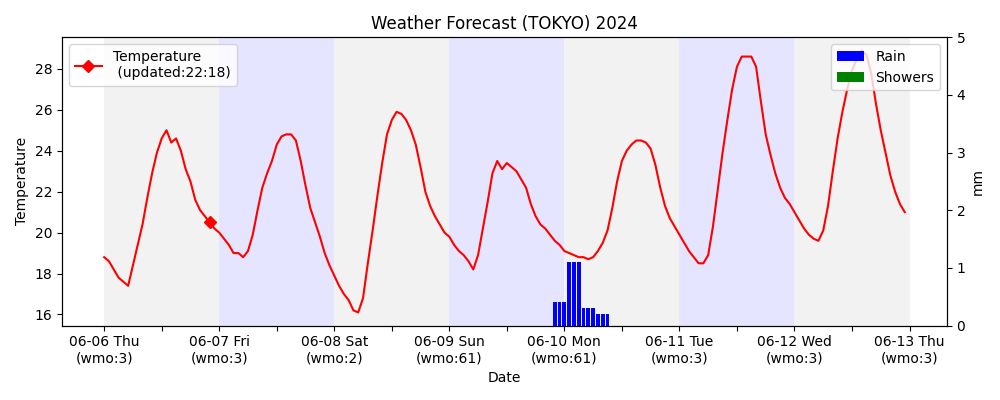 Weather Forecast (TOKYO) 2024
Temperature
(updated:22:18)
Rain
Showers
Temperature
28
26
24
22
20
18
16
5
4
3
2
1
0
mm
06-06 Thu
(wmo:3)
06-07 Fri
(wmo:3)
06-08 Sat
(wmo:2)
06-09 Sun
(wmo:61)
06-10 Mon
(wmo:61)
06-11 Tue
(wmo:3)
06-12 Wed
(wmo:3)
06-13 Thu
(wmo:3)
Date